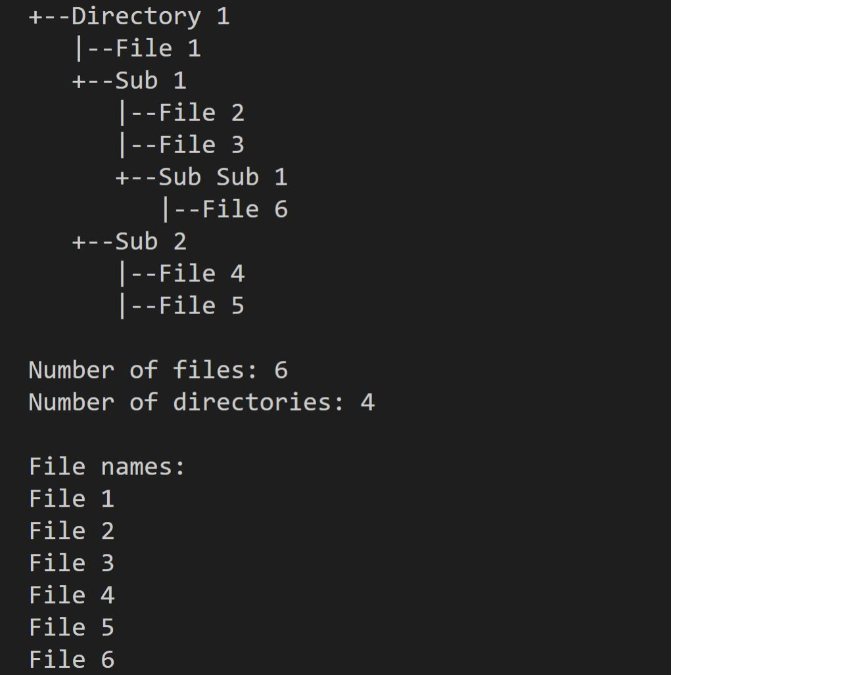 +--Directory 1
   |--File 1
   +--Sub 1
      |--File 2
      |--File 3
      +--Sub Sub 1
         |--File 6
   +--Sub 2
      |--File 4
      |--File 5

Number of files: 6
Number of directories: 4

File names:
File 1
File 2
File 3
File 4
File 5
File 6